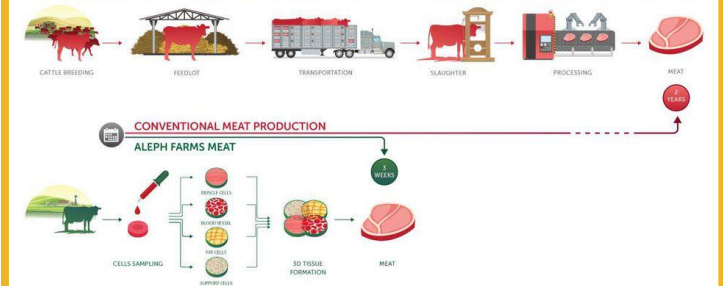 CATTLE BREEDING
FEEDLOT
TRANSPORTATION
SLAUGHTER
PROCESSING
MEAT
2
YEARS
CONVENTIONAL MEAT PRODUCTION
ALEPH FARMS MEAT
3
WEEKS
MUSCLE CELLS
BLOOD VESSEL
FAT CELLS
SUPPORT CELLS
CELLS SAMPLING
3D TISSUE
FORMATION
MEAT